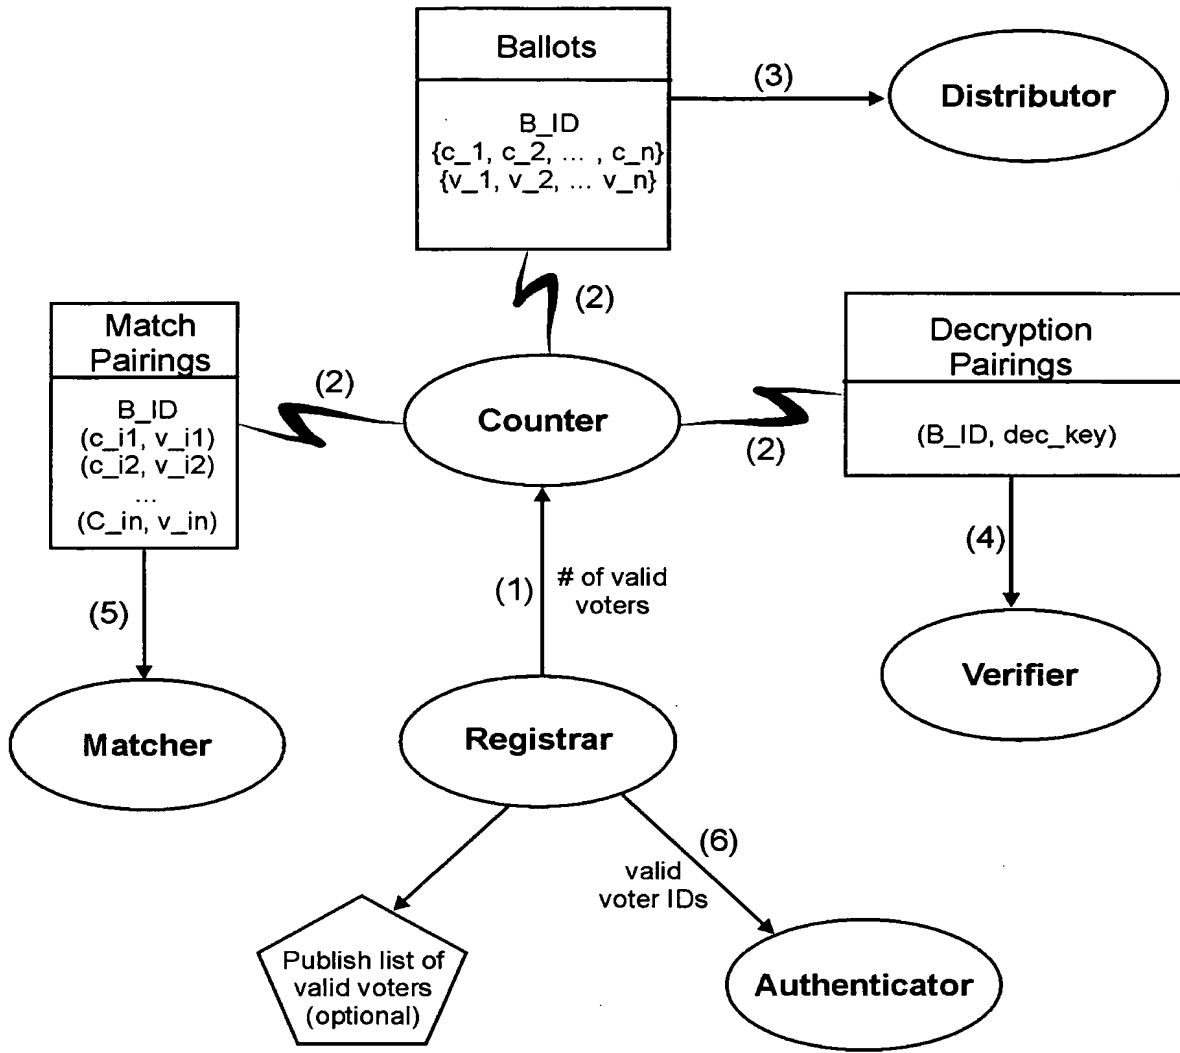 Ballots
B_ID
{c_1, c_2, ... , c_n}
{v_1, v_2, ... v_n}
(3)
Distributor
(2)
Match
Pairings
B_ID
(c_i1, v_i1)
(c_i2, v_i2)
...
(C_in, v_in)
(2)
Counter
(2)
Decryption
Pairings
(B_ID, dec_key)
(5)
(1)
# of valid
voters
(4)
Matcher
Registrar
Verifier
(6)
valid
voter IDs
Publish list of
valid voters
(optional)
Authenticator